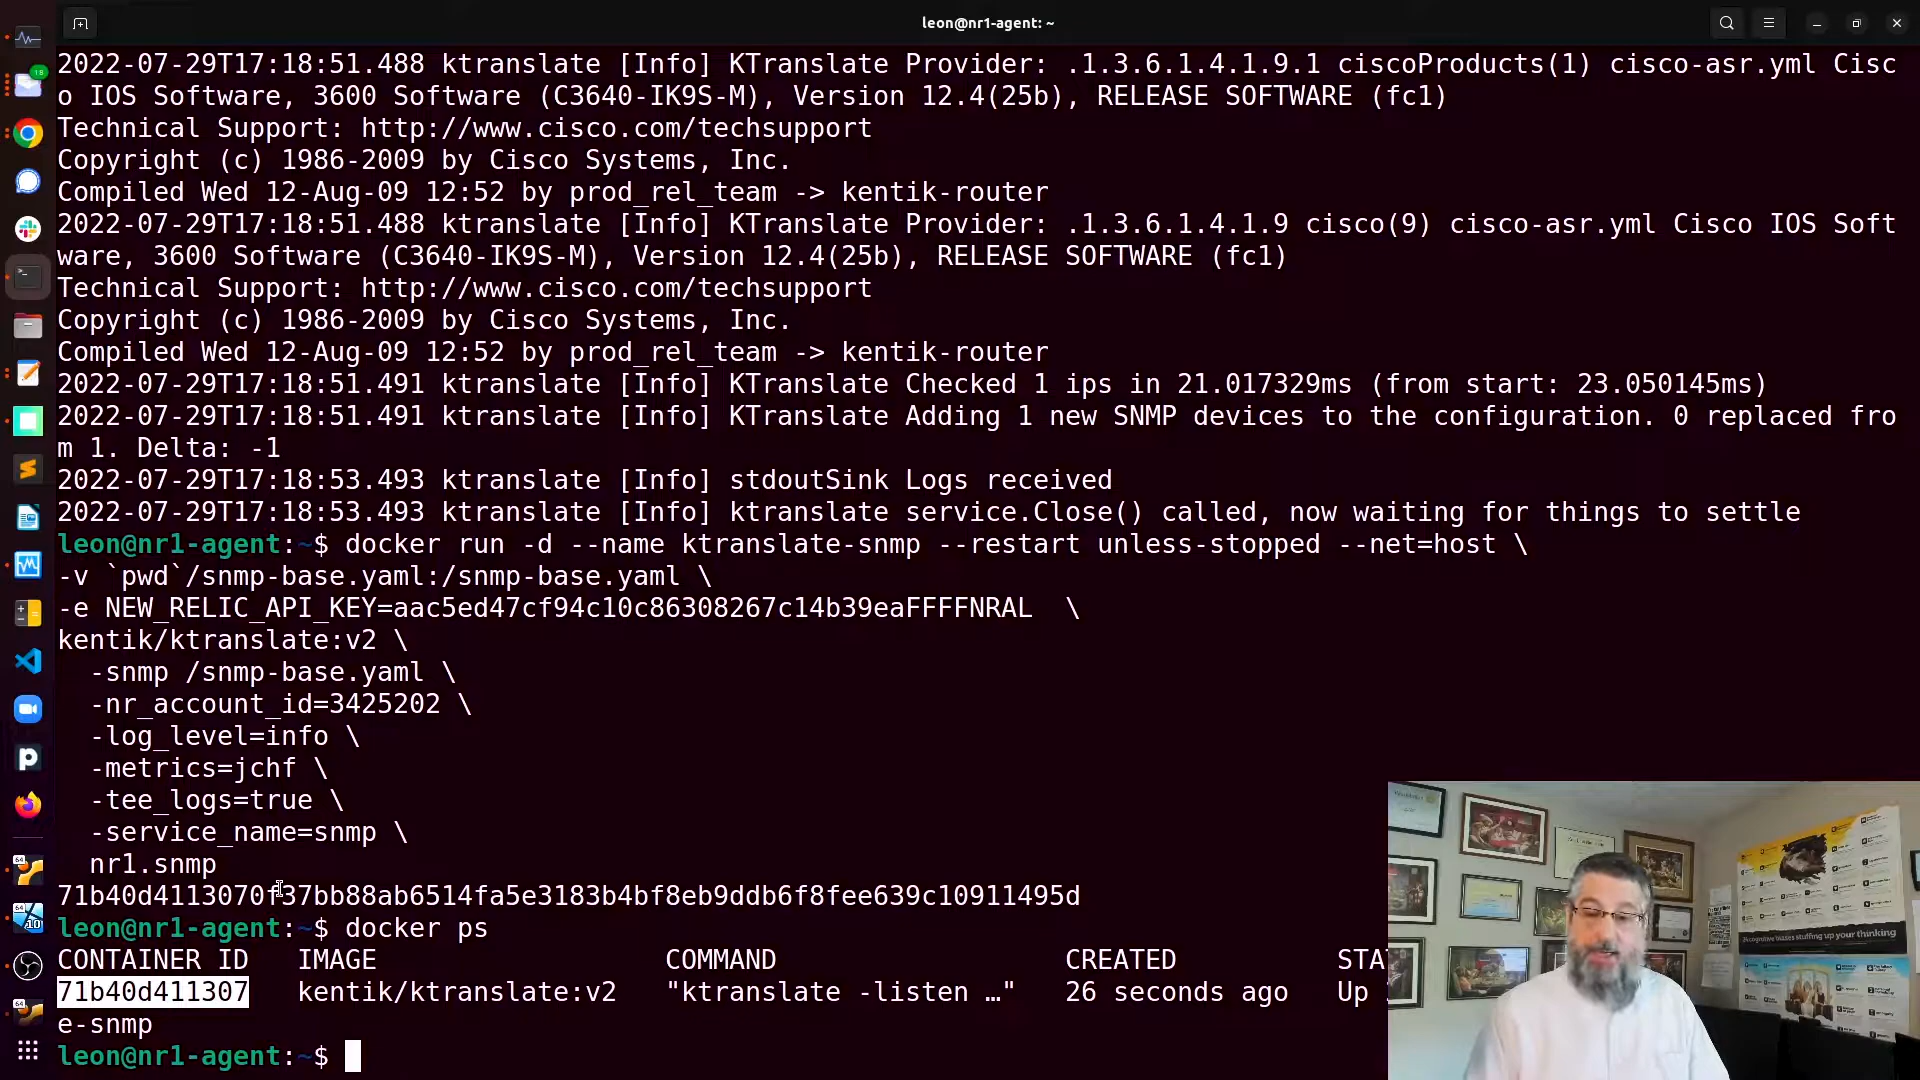 leon@nr1-agent: ~
2022-07-29T17:18:51.488 ktranslate [Info] KTranslate Provider: .1.3.6.1.4.1.9.1 ciscoProducts(1) cisco-asr.yml Cisc
o IOS Software, 3600 Software (C3640-IK9S-M), Version 12.4(25b), RELEASE SOFTWARE (fc1)
Technical Support: http://www.cisco.com/techsupport
Copyright (c) 1986-2009 by Cisco Systems, Inc.
Compiled Wed 12-Aug-09 12:52 by prod_rel_team -> kentik-router
2022-07-29T17:18:51.488 ktranslate [Info] KTranslate Provider: .1.3.6.1.4.1.9 cisco(9) cisco-asr.yml Cisco IOS Soft
ware, 3600 Software (C3640-IK9S-M), Version 12.4(25b), RELEASE SOFTWARE (fc1)
Technical Support: http://www.cisco.com/techsupport
Copyright (c) 1986-2009 by Cisco Systems, Inc.
Compiled Wed 12-Aug-09 12:52 by prod_rel_team -> kentik-router
2022-07-29T17:18:51.491 ktranslate [Info] KTranslate Checked 1 ips in 21.017329ms (from start: 23.050145ms)
2022-07-29T17:18:51.491 ktranslate [Info] KTranslate Adding 1 new SNMP devices to the configuration. 0 replaced fro
m 1. Delta: -1
2022-07-29T17:18:53.493 ktranslate [Info] stdoutSink Logs received
2022-07-29T17:18:53.493 ktranslate [Info] ktranslate service.Close() called, now waiting for things to settle
leon@nr1-agent:~$ docker run -d --name ktranslate-snmp --restart unless-stopped --net=host \
-v `pwd`/snmp-base.yaml:/snmp-base.yaml \
-e NEW_RELIC_API_KEY=aac5ed47cf94c10c86308267c14b39eaFFFFNRAL  \
kentik/ktranslate:v2 \
  -snmp /snmp-base.yaml \
  -nr_account_id=3425202 \
  -log_level=info \
  -metrics=jchf \
  -tee_logs=true \
  -service_name=snmp \
  nr1.snmp
71b40d4113070f37bb88ab6514fa5e3183b4bf8eb9ddb6f8fee639c10911495d
leon@nr1-agent:~$ docker ps
CONTAINER ID   IMAGE                  COMMAND                  CREATED          STA
71b40d411307   kentik/ktranslate:v2   "ktranslate -listen …"   26 seconds ago   Up
e-snmp
leon@nr1-agent:~$
18
64
64
10
stuffing up your thinking